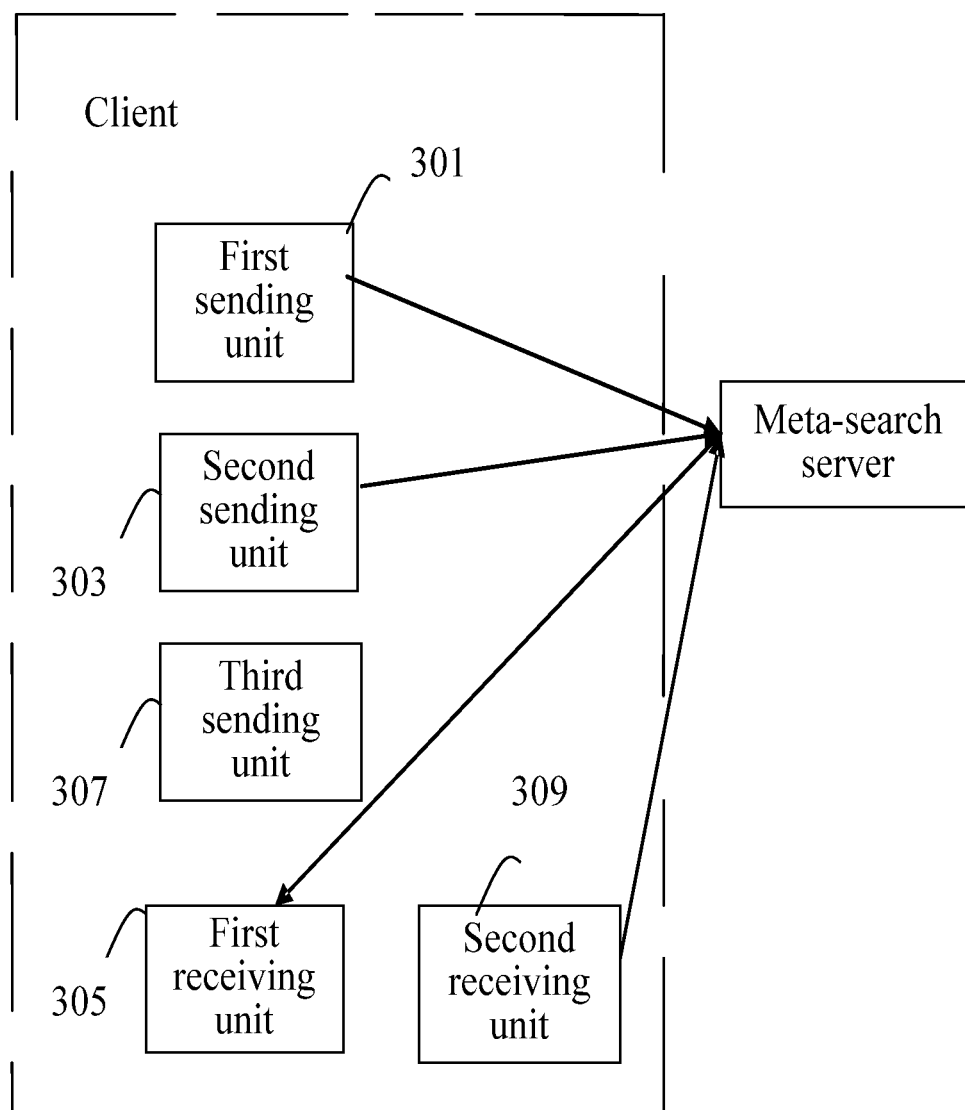 Client
301
First
sending
unit
Meta-search
server
Second
sending
unit
303
Third
sending
unit
307
309
First
receiving
unit
305
Second
receiving
unit